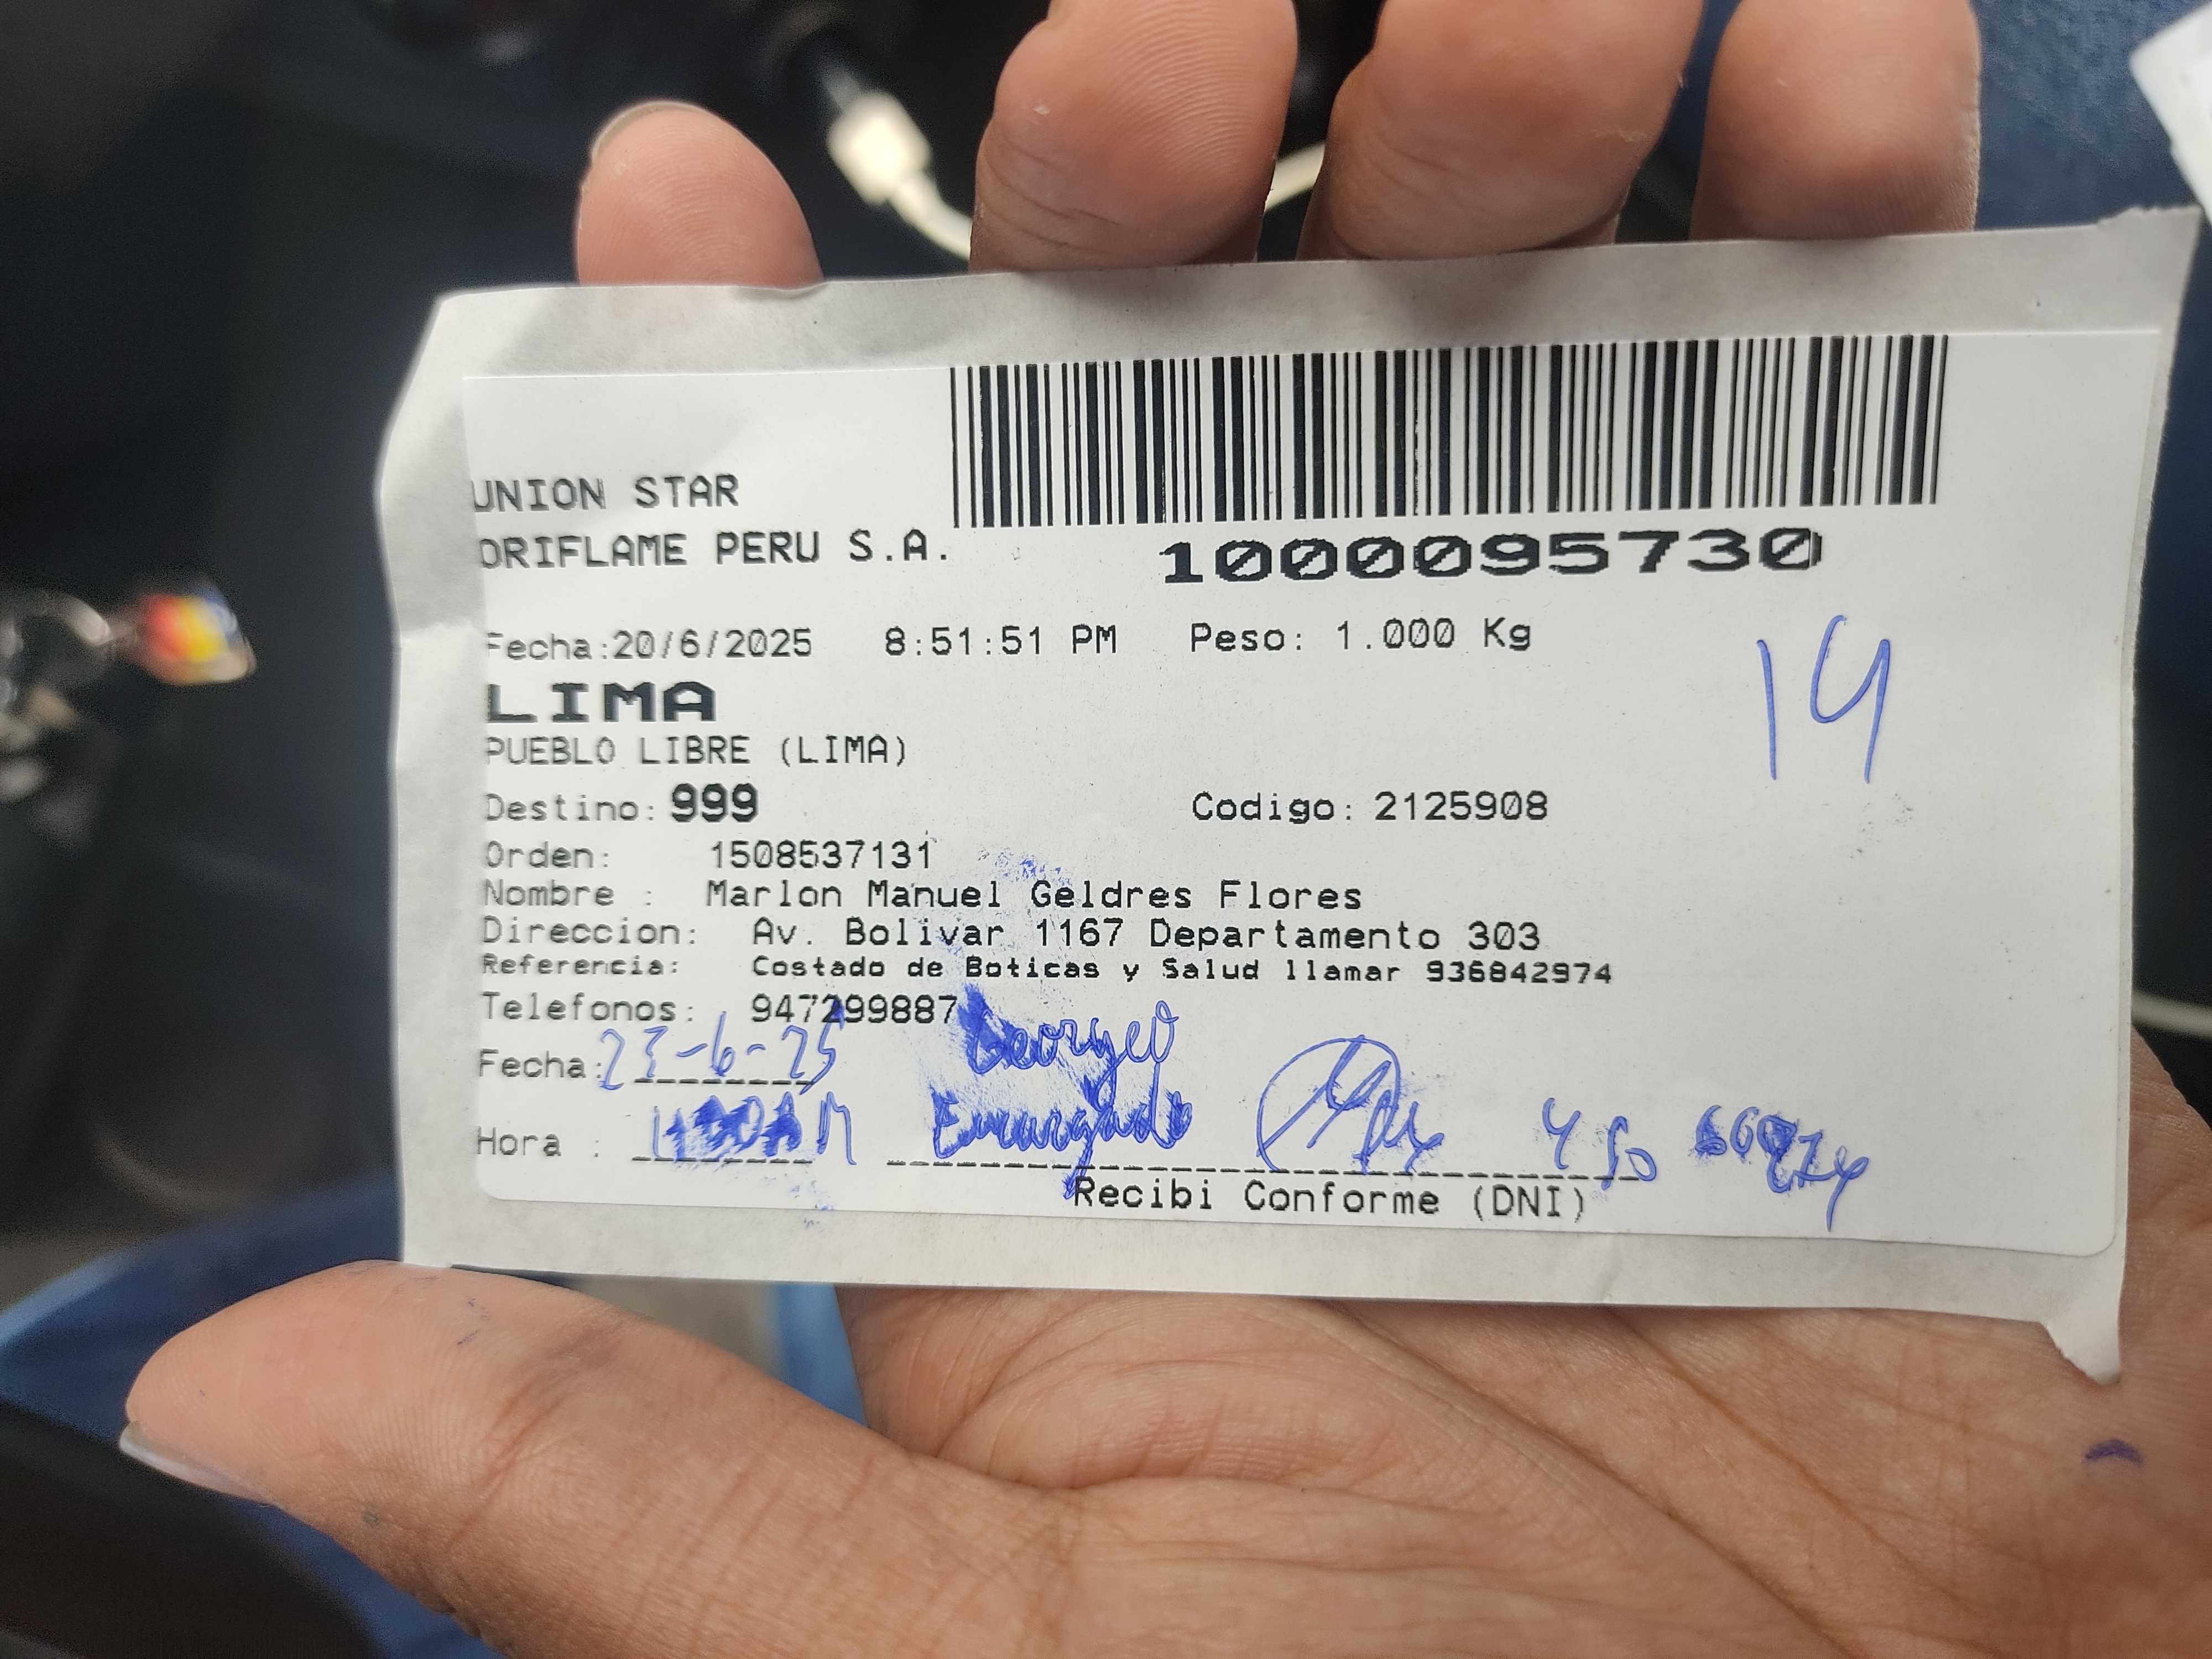 UNION STAR
ORIFLAME PERU S.A.
1000095730
Fecha:20/6/2025 8:51:51 PM Peso: 1.000 Kg
19
LIMA
PUEBLO LIBRE (LIMA)
Destino: 999 Codigo: 2125908
Orden: 1508537131
Nombre : Marlon Manuel Geldres Flores
Direccion: Av. Bolivar 1167 Departamento 303
Referencia: Costado de Boticas y Salud llamar 936842974
Telefonos: 947299887
Fecha: 23-6-25
Hora : Encargado
Recibi Conforme (DNI)